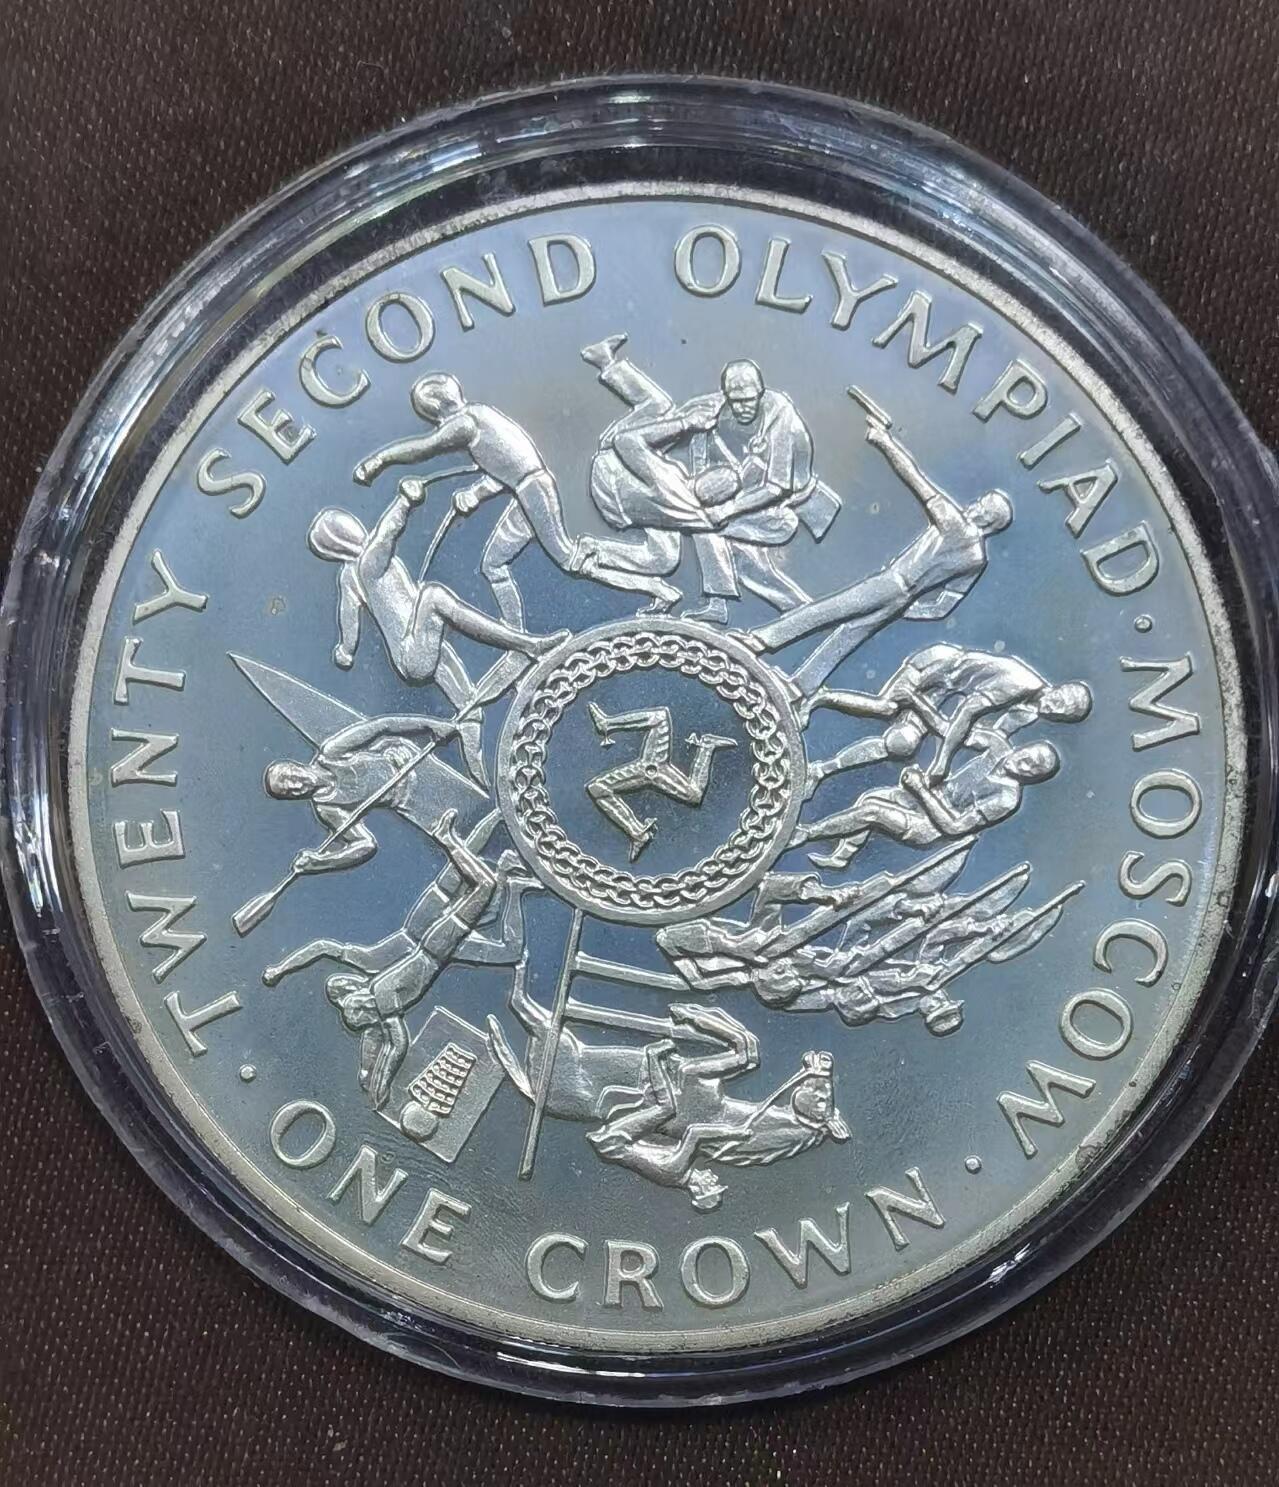 TWENTY SECOND OLYMPIAD · MOSCOW ·
ONE CROWN ·